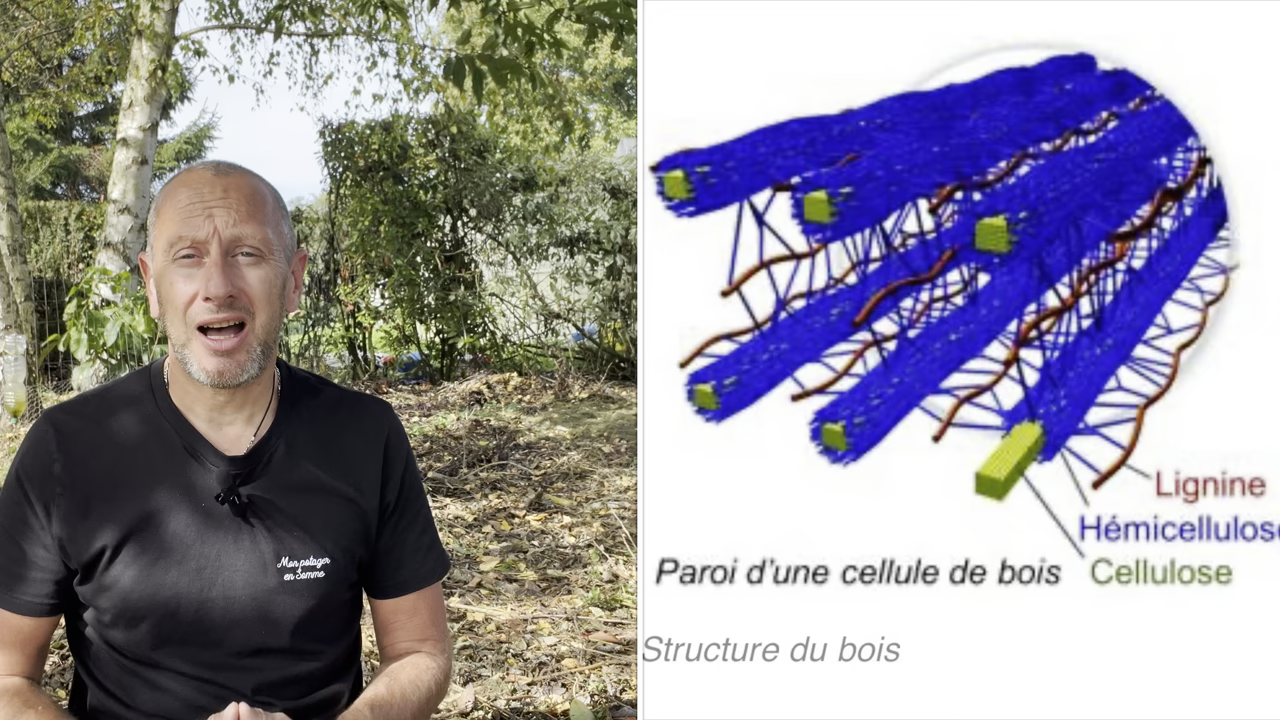 Mon potager
en Somme
Lignine
Hémicellulose
Paroi d'une cellule de bois
Cellulose
Structure du bois